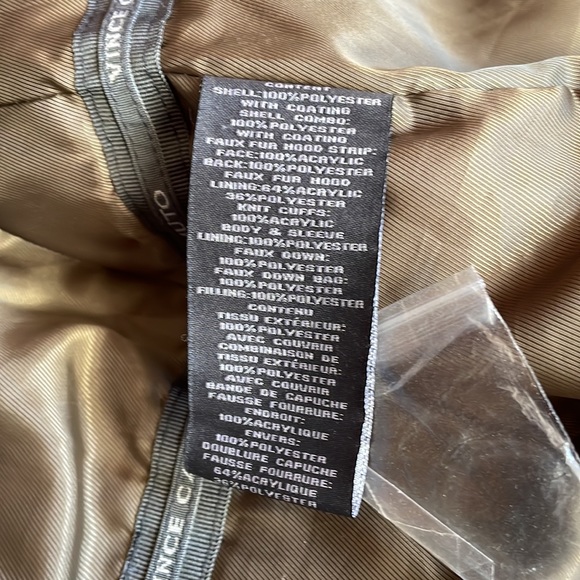 VINCE
CONTENT
SHELL:100%POLYESTER
WITH COATING
SHELL COMBO:
100%POLYESTER
WITH COATING
FAUX FUR HOOD STRIP:
FACE:100%ACRYLIC
BACK:100%POLYESTER
FAUX FUR HOOD
LINING:64%ACRYLIC
36%POLYESTER
KNIT CUFFS:
100%ACRYLIC
BODY & SLEEVE
LINING:100%POLYESTER
FAUX DOWN:
100%POLYESTER
FAUX DOWN BAG:
100%POLYESTER
FILLING:100%POLYESTER
CONTENU
TISSU EXTÉRIEUR:
100%POLYESTER
AVEC COUVRIR
COMBINAISON DE
TISSU EXTÉRIEUR:
100%POLYESTER
AVEC COUVRIR
BANDE DE CAPUCHE
FAUSSE FOURRURE:
ENDROIT:
100%ACRYLIQUE
ENVERS:
100%POLYESTER
DOUBLURE CAPUCHE
FAUSSE FOURRURE:
64%ACRYLIQUE
36%POLYESTER
UTO
VINCE C